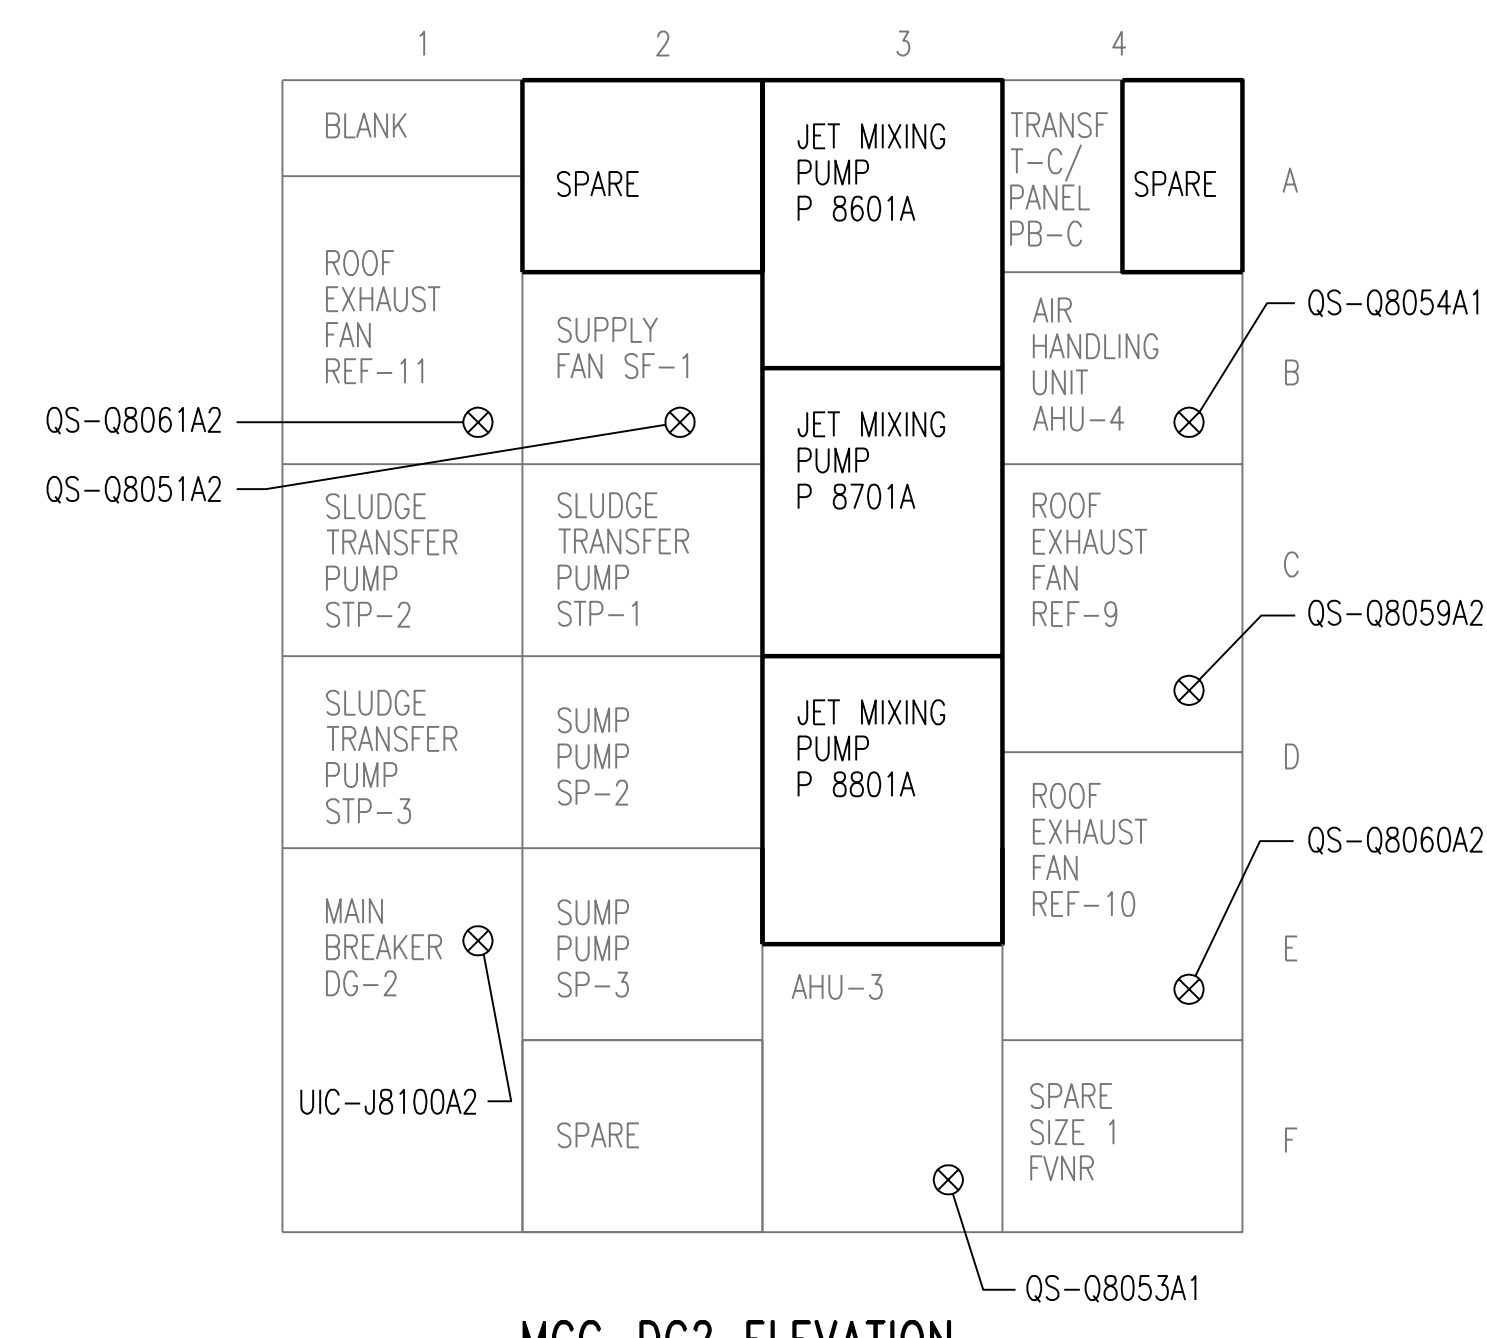 1 2 3 4
BLANK
SPARE
JET MIXING
PUMP
P 8601A
TRANSF
T-C/
PANEL
PB-C
SPARE
A
ROOF
EXHAUST
FAN
REF-11
SUPPLY
FAN SF-1
AIR
HANDLING
UNIT
AHU-4
QS-Q8054A1
B
QS-Q8061A2
QS-Q8051A2
JET MIXING
PUMP
P 8701A
SLUDGE
TRANSFER
PUMP
STP-2
SLUDGE
TRANSFER
PUMP
STP-1
ROOF
EXHAUST
FAN
REF-9
C
QS-Q8059A2
SLUDGE
TRANSFER
PUMP
STP-3
SUMP
PUMP
SP-2
JET MIXING
PUMP
P 8801A
D
ROOF
EXHAUST
FAN
REF-10
QS-Q8060A2
MAIN
BREAKER
DG-2
SUMP
PUMP
SP-3
AHU-3
E
UIC-J8100A2
SPARE
SPARE
SIZE 1
FVNR
F
QS-Q8053A1
MCC DG2 ELEVATION